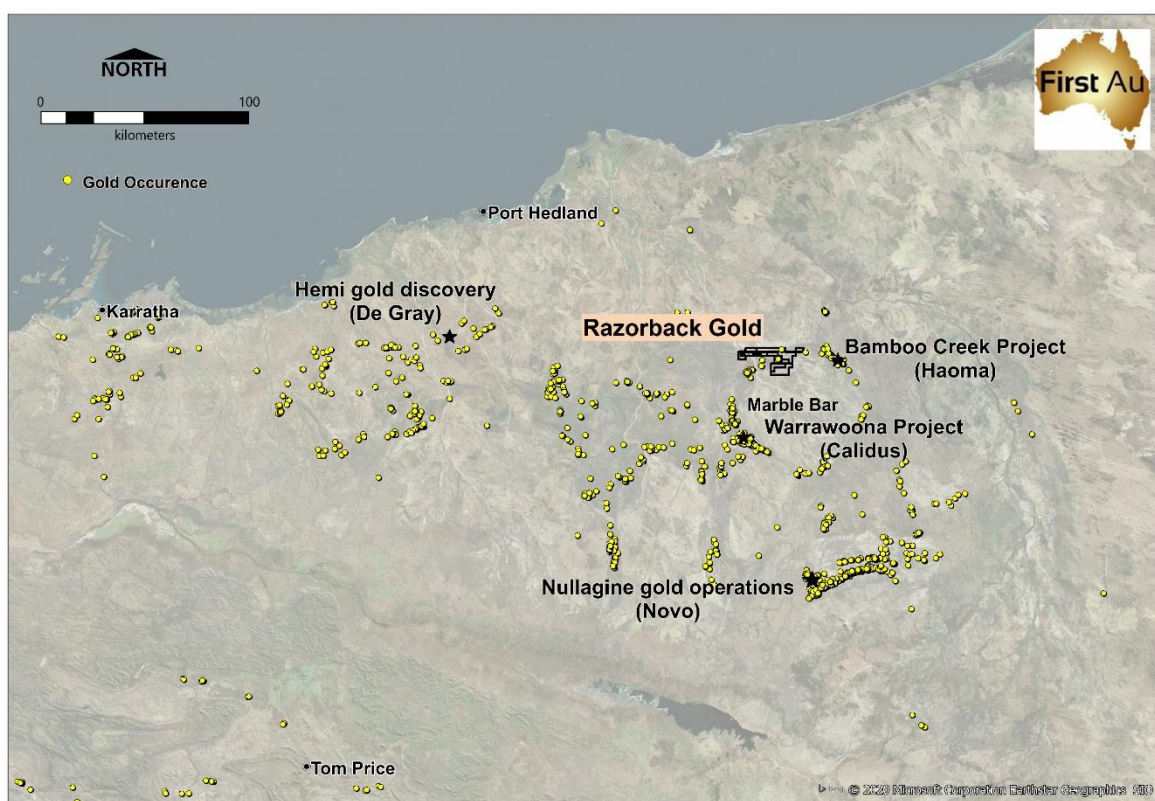 NORTH
0 100
kilometers
Gold Occurence
First Au
Port Hedland
Karratha
Hemi gold discovery
(De Gray)
Razorback Gold
Bamboo Creek Project
(Haoma)
Marble Bar
Warrawoona Project
(Calidus)
Nullagine gold operations
(Novo)
Tom Price
bing © 2020 Microsoft Corporation Earthstar Geographics SIO